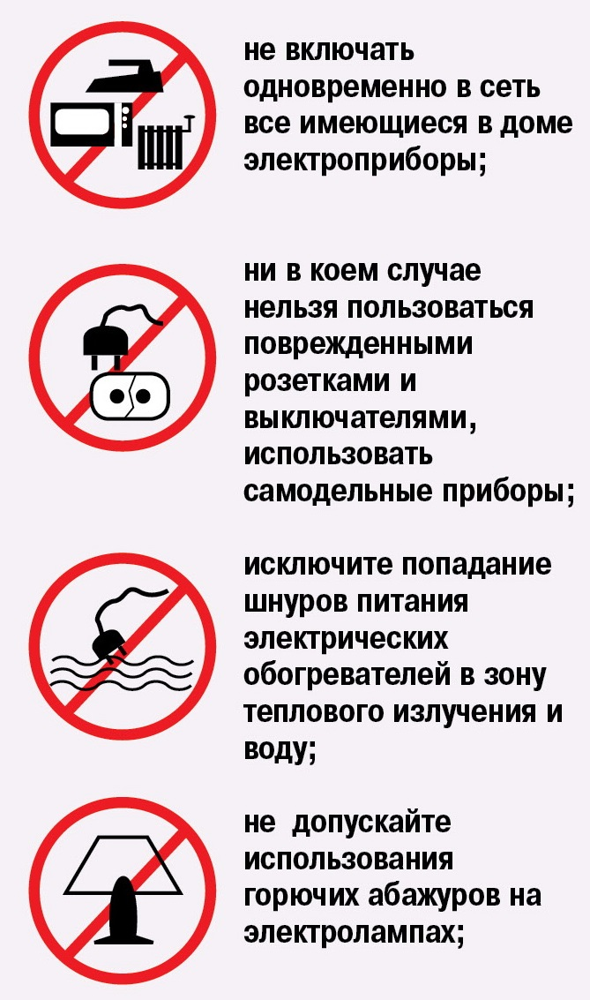 не включать
одновременно в сеть
все имеющиеся в доме
электроприборы;
ни в коем случае
нельзя пользоваться
поврежденными
розетками и
выключателями,
использовать
самодельные приборы;
исключите попадание
шнуров питания
электрических
обогревателей в зону
теплового излучения и
воду;
не допускайте
использования
горючих абажуров на
электролампах;